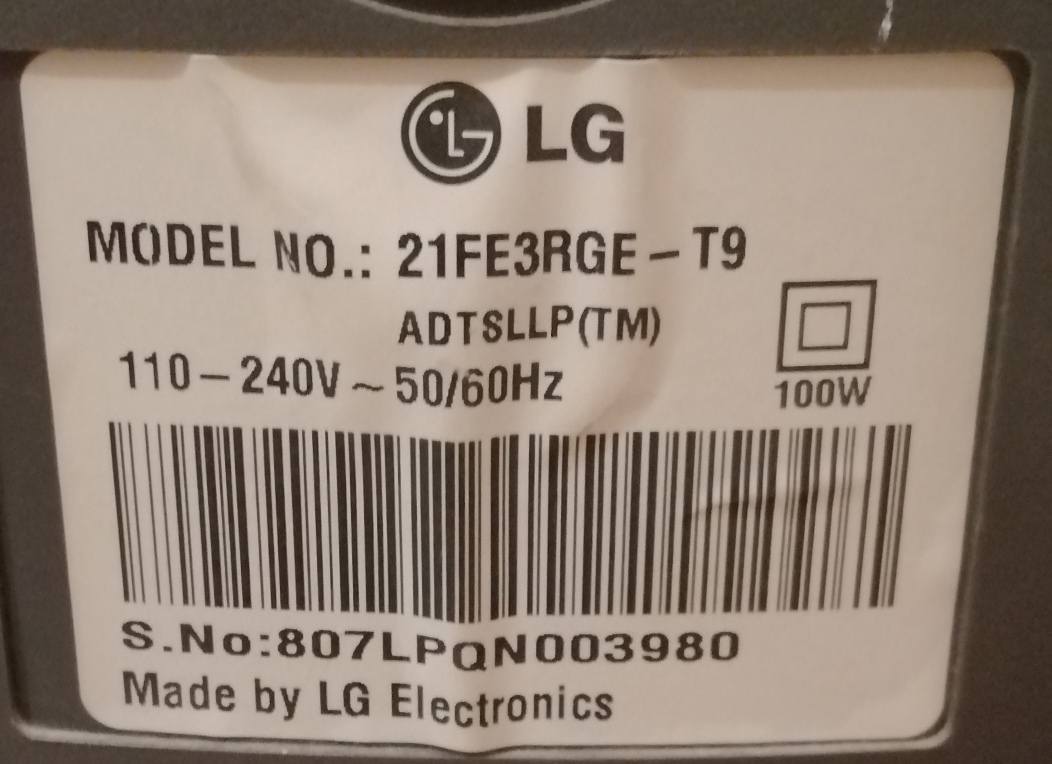 LG
MODEL NO.: 21FE3RGE-T9
ADTSLLP(TM)
110-240V~50/60Hz
100W
S.No:807LPQN003980
Made by LG Electronics